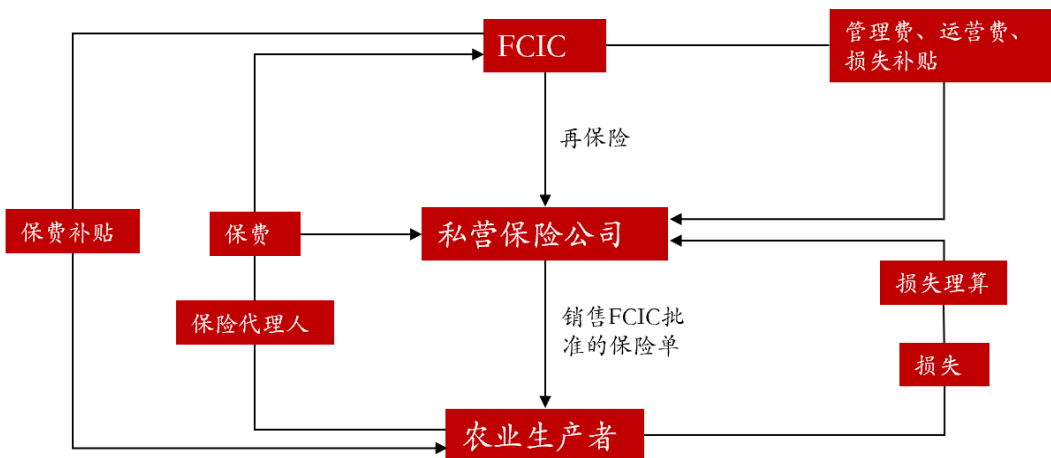 FCIC
管理费、运营费、
损失补贴
再保险
保费补贴
保费
私营保险公司
损失理算
保险代理人
销售FCIC批
准的保险单
损失
农业生产者